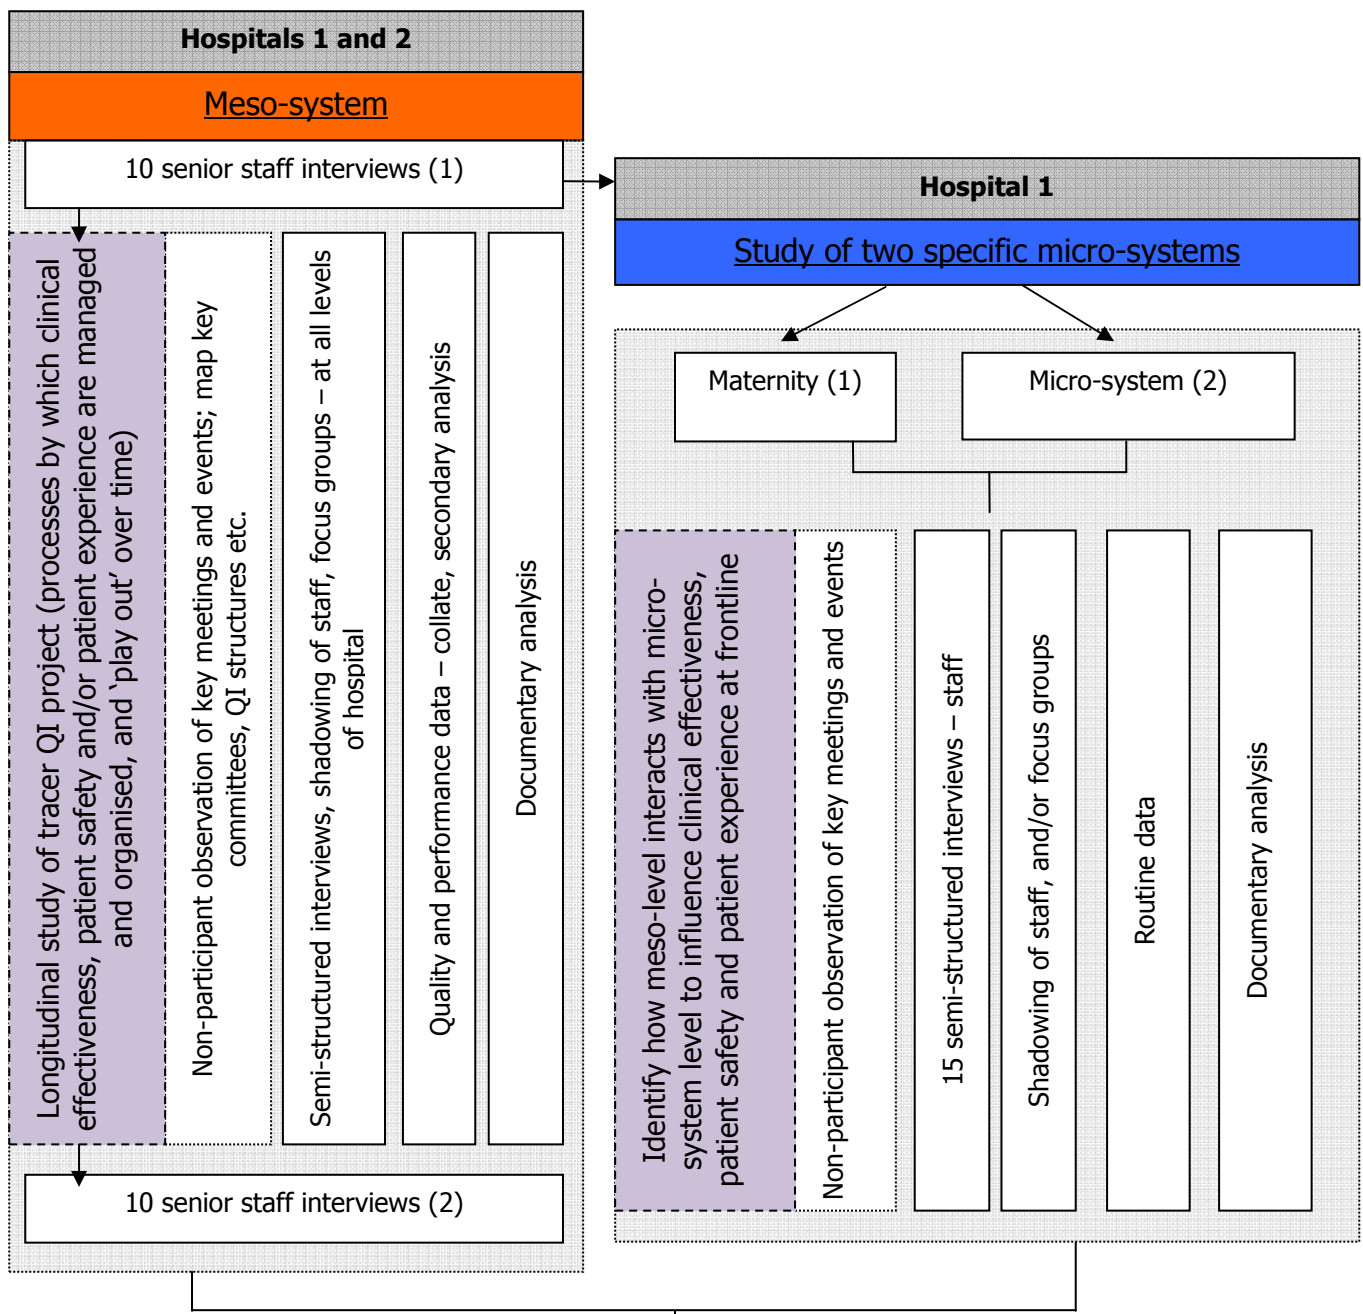 Hospitals 1 and 2
Meso-system
10 senior staff interviews (1)
Longitudinal study of tracer QI project (processes by which clinical
effectiveness, patient safety and/or patient experience are managed
and organised, and ‘play out’ over time)
Non-participant observation of key meetings and events; map key
committees, QI structures etc.
Semi-structured interviews, shadowing of staff, focus groups – at all levels
of hospital
Quality and performance data – collate, secondary analysis
Documentary analysis
10 senior staff interviews (2)
Hospital 1
Study of two specific micro-systems
Maternity (1)
Micro-system (2)
Identify how meso-level interacts with micro-
system level to influence clinical effectiveness,
patient safety and patient experience at frontline
Non-participant observation of key meetings and events
15 semi-structured interviews – staff
Shadowing of staff, and/or focus groups
Routine data
Documentary analysis